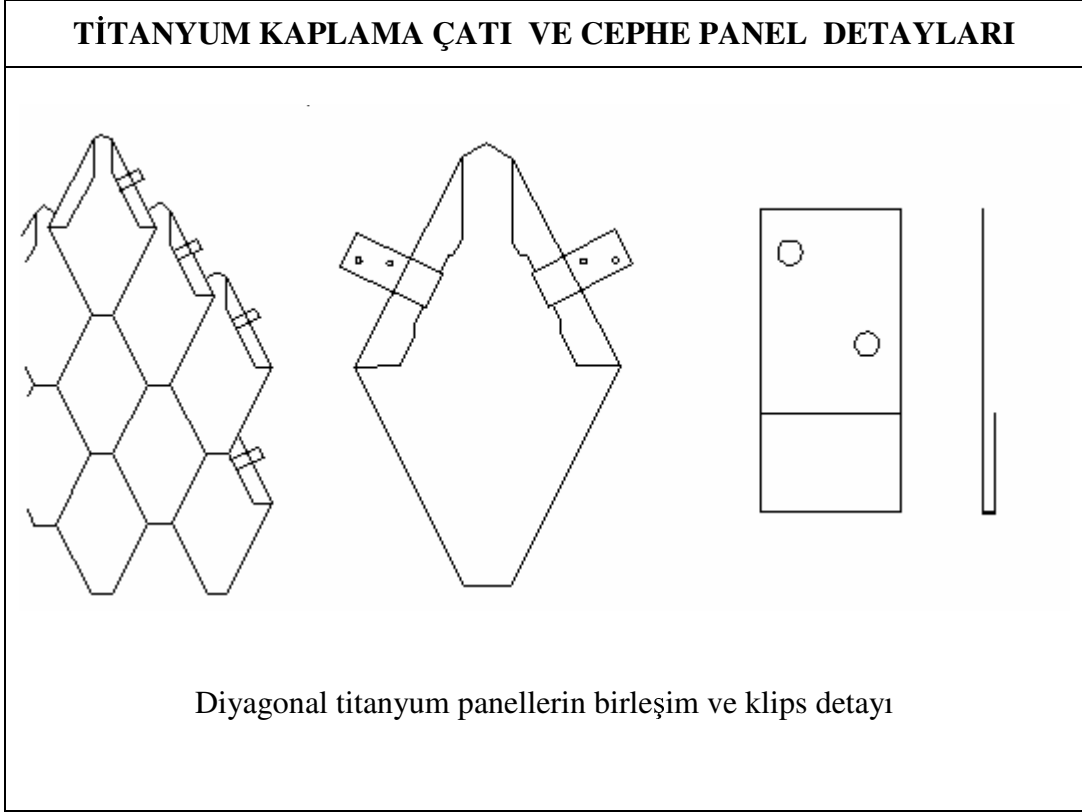 TİTANYUM KAPLAMA ÇATI VE CEPHE PANEL DETAYLARI
Diyagonal titanyum panellerin birleşim ve klips detayı